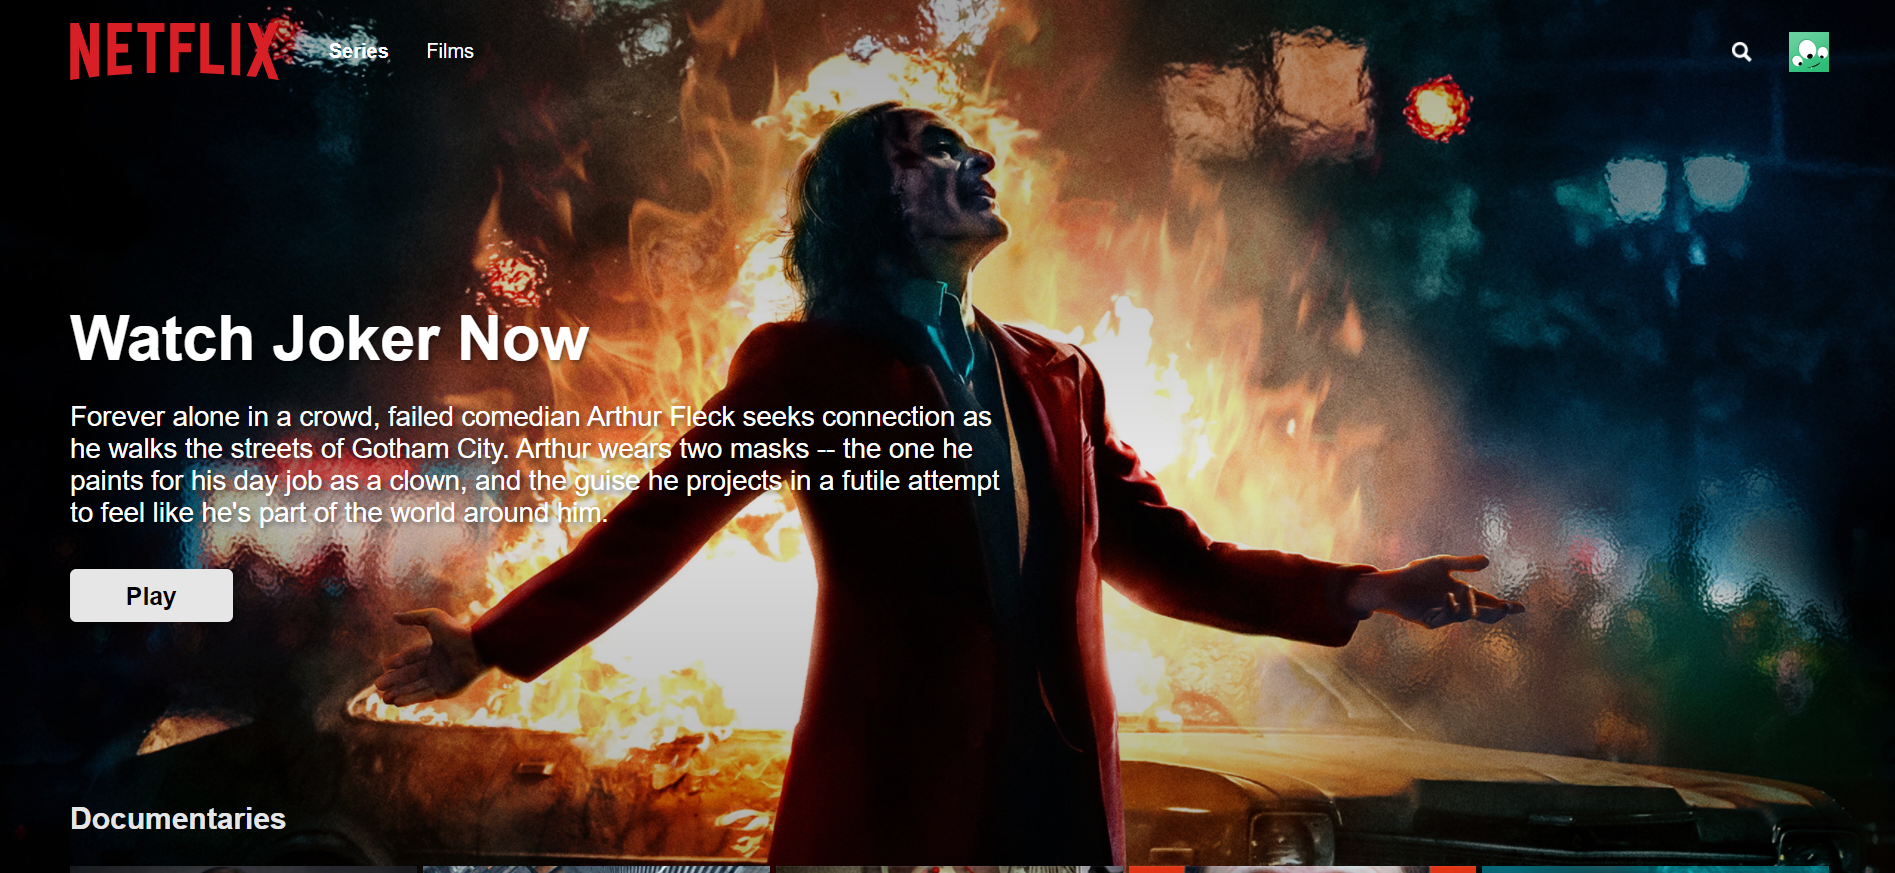 NETFLIX Series Films
Watch Joker Now
Forever alone in a crowd, failed comedian Arthur Fleck seeks connection as
he walks the streets of Gotham City. Arthur wears two masks -- the one he
paints for his day job as a clown, and the guise he projects in a futile attempt
to feel like he's part of the world around him.
Play
Documentaries